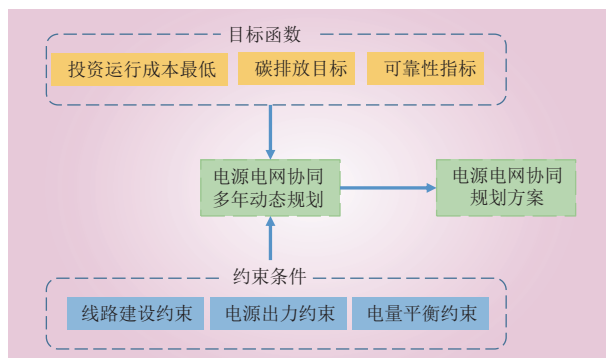 目标函数
投资运行成本最低
碳排放目标
可靠性指标
电源电网协同
多年动态规划
电源电网协同
规划方案
约束条件
线路建设约束
电源出力约束
电量平衡约束